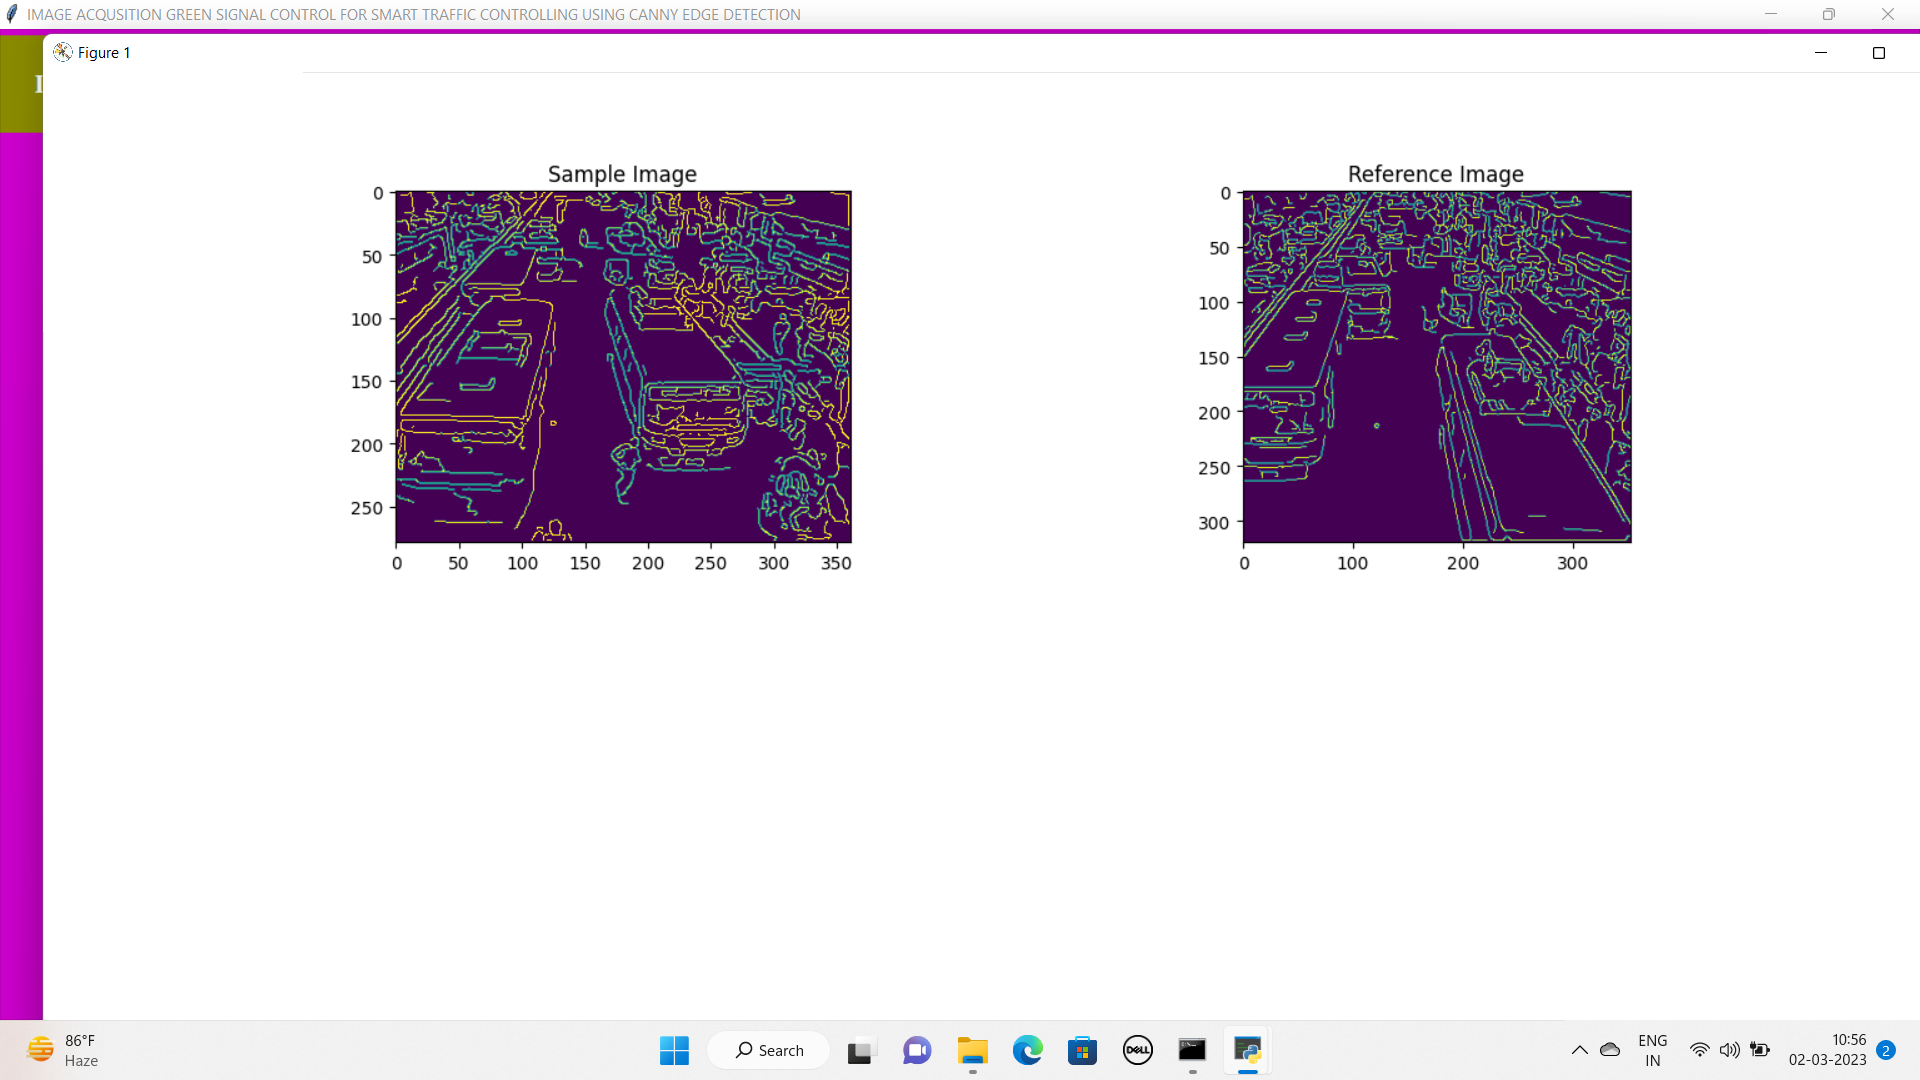 IMAGE ACQUSITION GREEN SIGNAL CONTROL FOR SMART TRAFFIC CONTROLLING USING CANNY EDGE DETECTION
Figure 1
Sample Image
0
50
100
150
200
250
0 50 100 150 200 250 300 350
Reference Image
0
50
100
150
200
250
300
0 100 200 300
86°F
Haze
Search
DELL
ENG
IN
10:56
02-03-2023
2